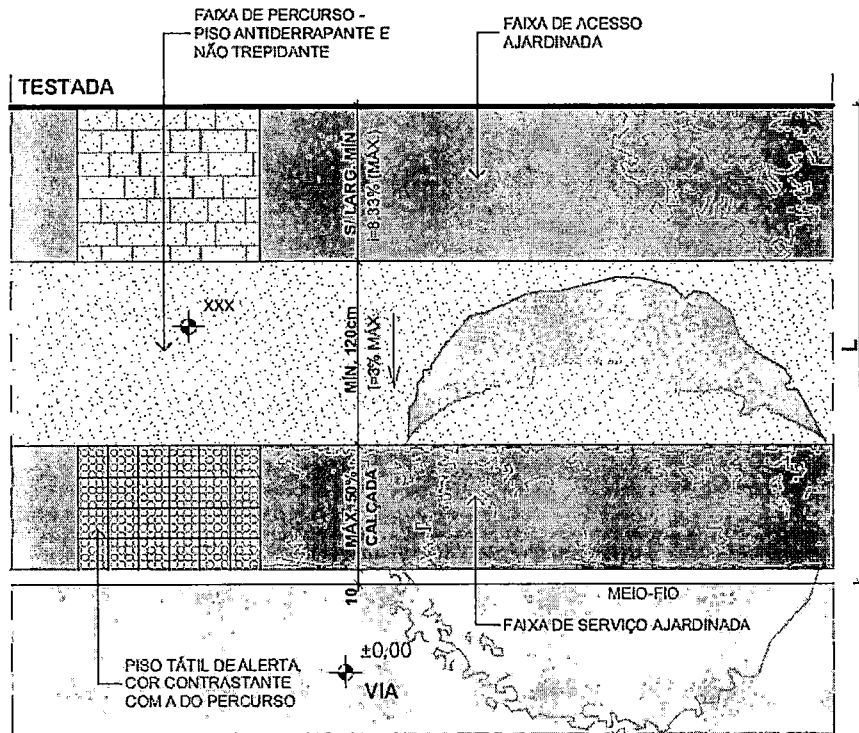 FAIXA DE PERCURSO -
PISO ANTIDERRAPANTE E
NÃO TREPIDANTE
FAIXA DE ACESSO
AJARDINADA
TESTADA
S/LARG.MÍN
i=8,33% (MÁX.)
XXX
MÍN. 120cm
i=3% MÁX
L
MÁX=50%
CALÇADA
10
MEIO-FIO
FAIXA DE SERVIÇO AJARDINADA
±0,00
VIA
PISO TÁTIL DE ALERTA,
COR CONTRASTANTE
COM A DO PERCURSO